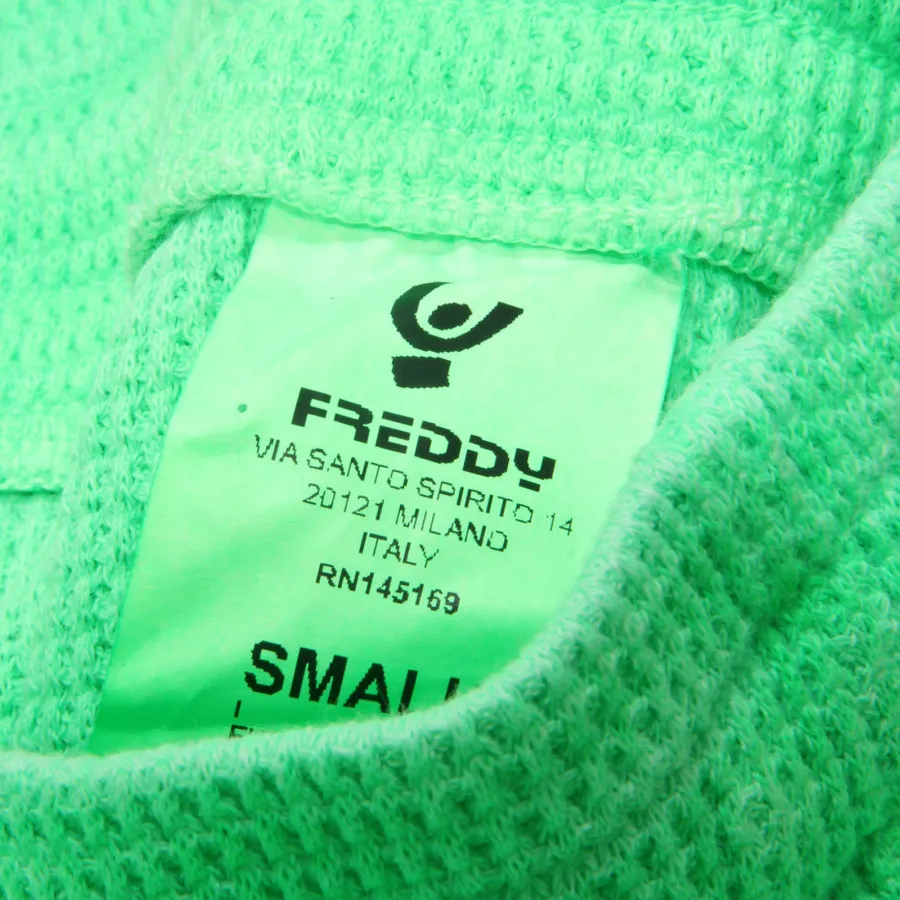 FREDDY
VIA SANTO SPIRITO 14
20121 MILANO
ITALY
RN145169
SMALL
I